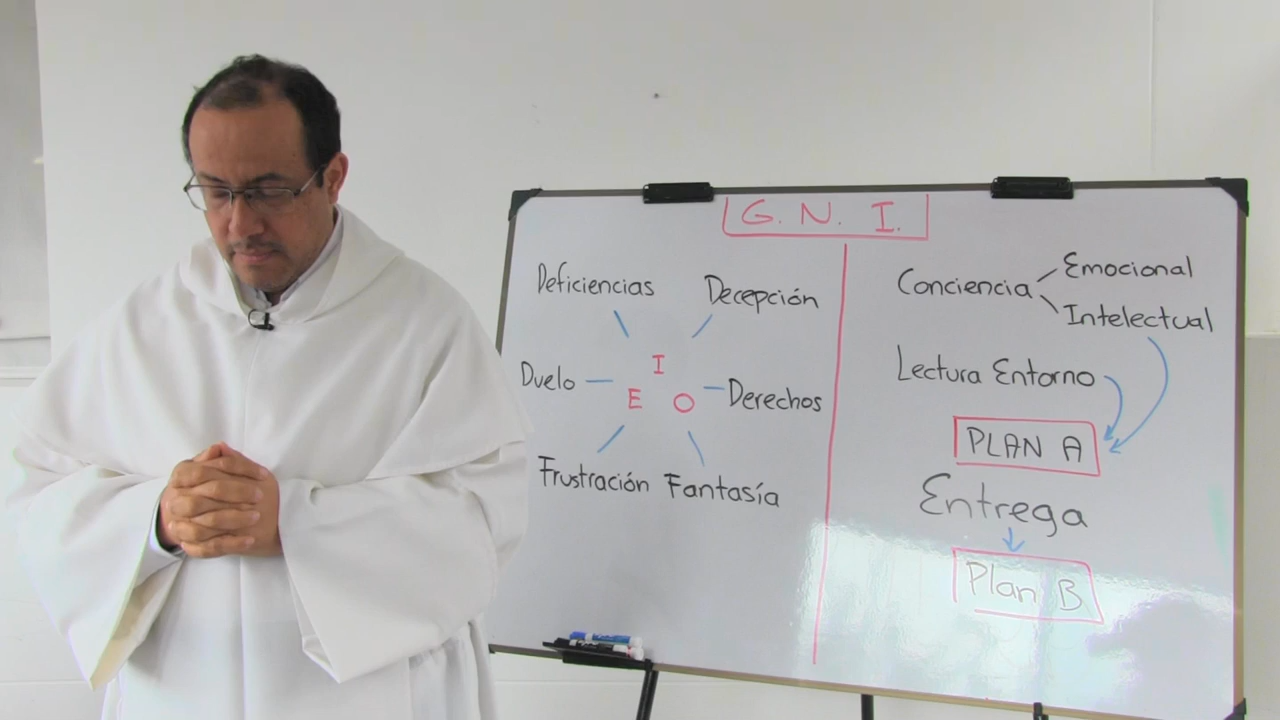 G. N. I.
Deficiencias
Decepción
I
Duelo
E
O
Derechos
Frustración
Fantasía
Conciencia
Emocional
Intelectual
Lectura Entorno
PLAN A
Entrega
Plan B